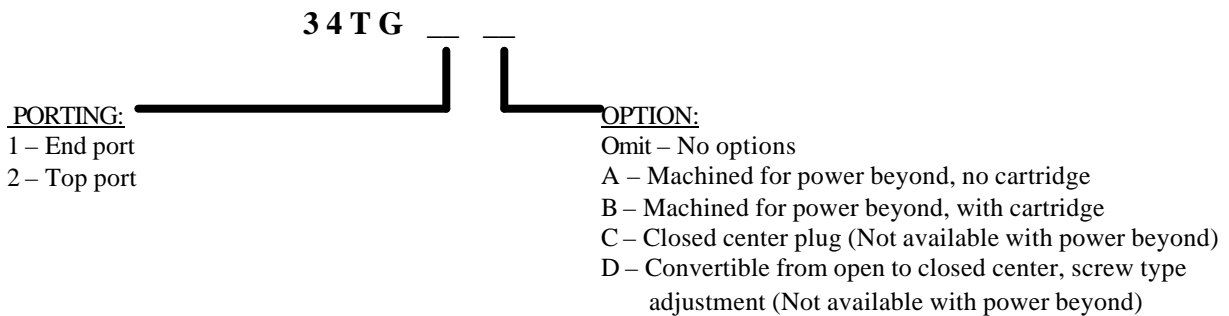 34TG __ __
PORTING:
1 – End port
2 – Top port
OPTION:
Omit – No options
A – Machined for power beyond, no cartridge
B – Machined for power beyond, with cartridge
C – Closed center plug (Not available with power beyond)
D – Convertible from open to closed center, screw type
adjustment (Not available with power beyond)